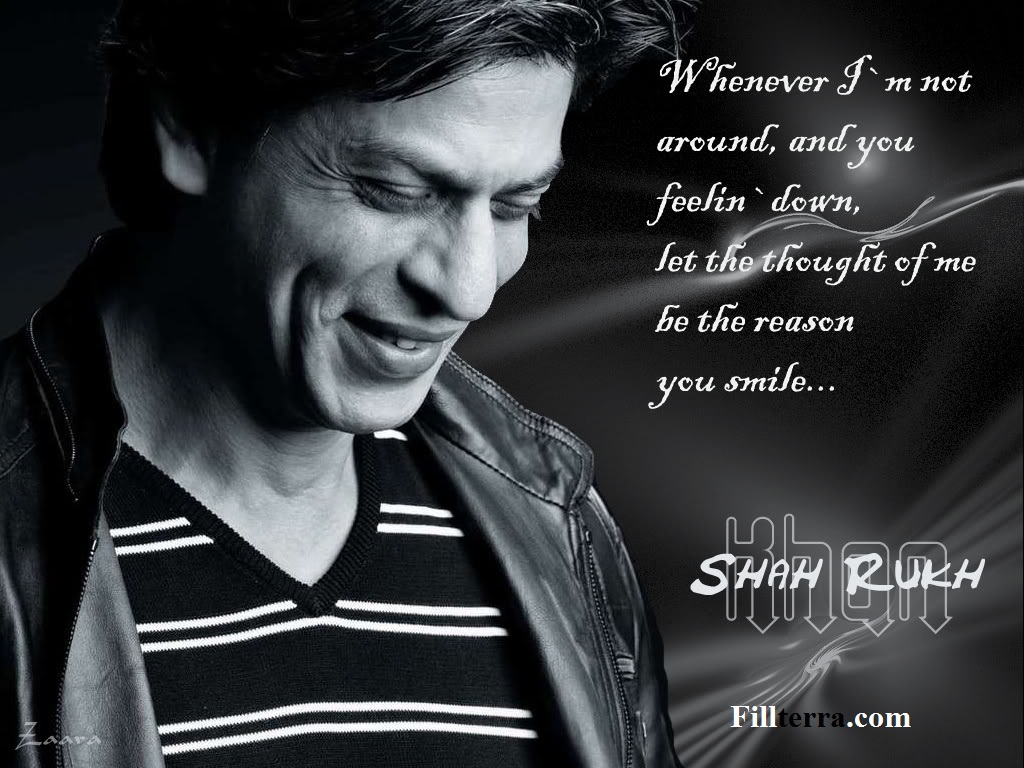 Whenever I`m not
around, and you
feelin`down,
let the thought of me
be the reason
you smile...
Khan
Shah Rukh
Fillterra.com
Zaara